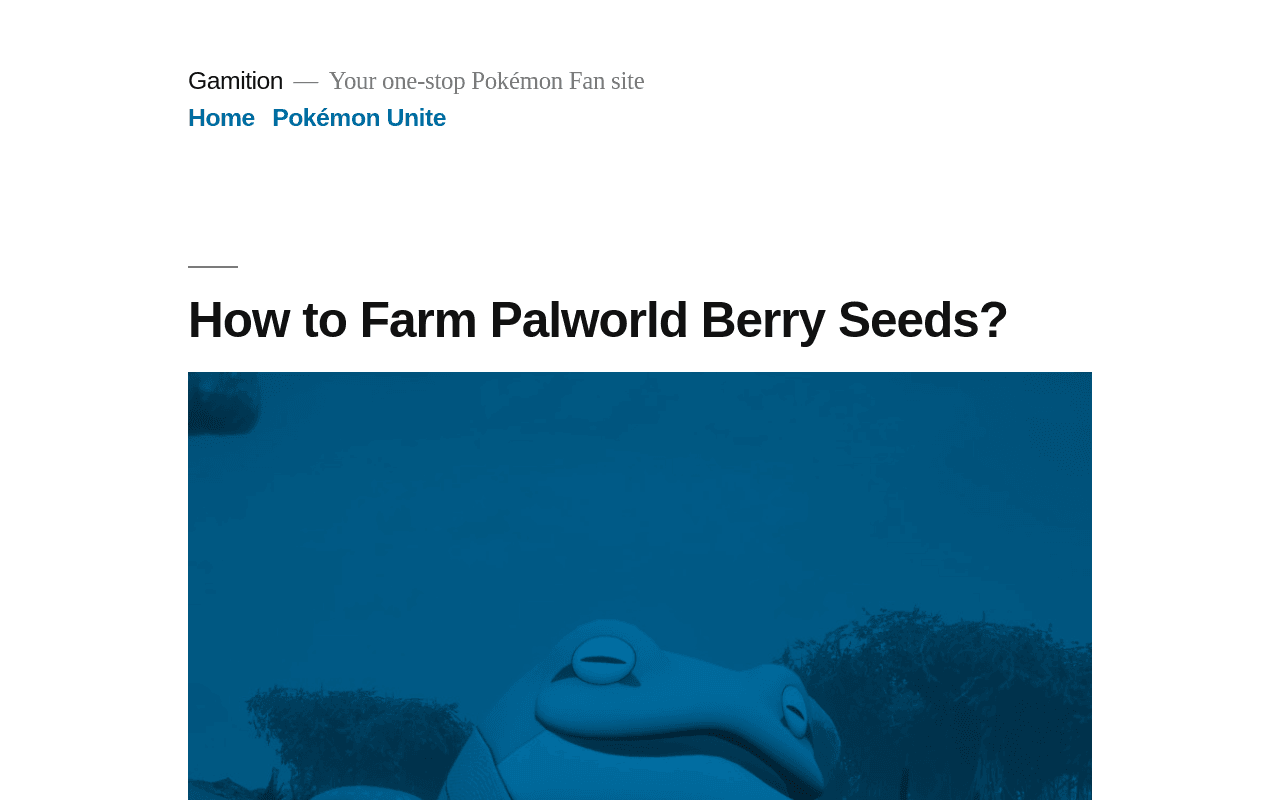 Gamition — Your one-stop Pokémon Fan site
Home Pokémon Unite
How to Farm Palworld Berry Seeds?